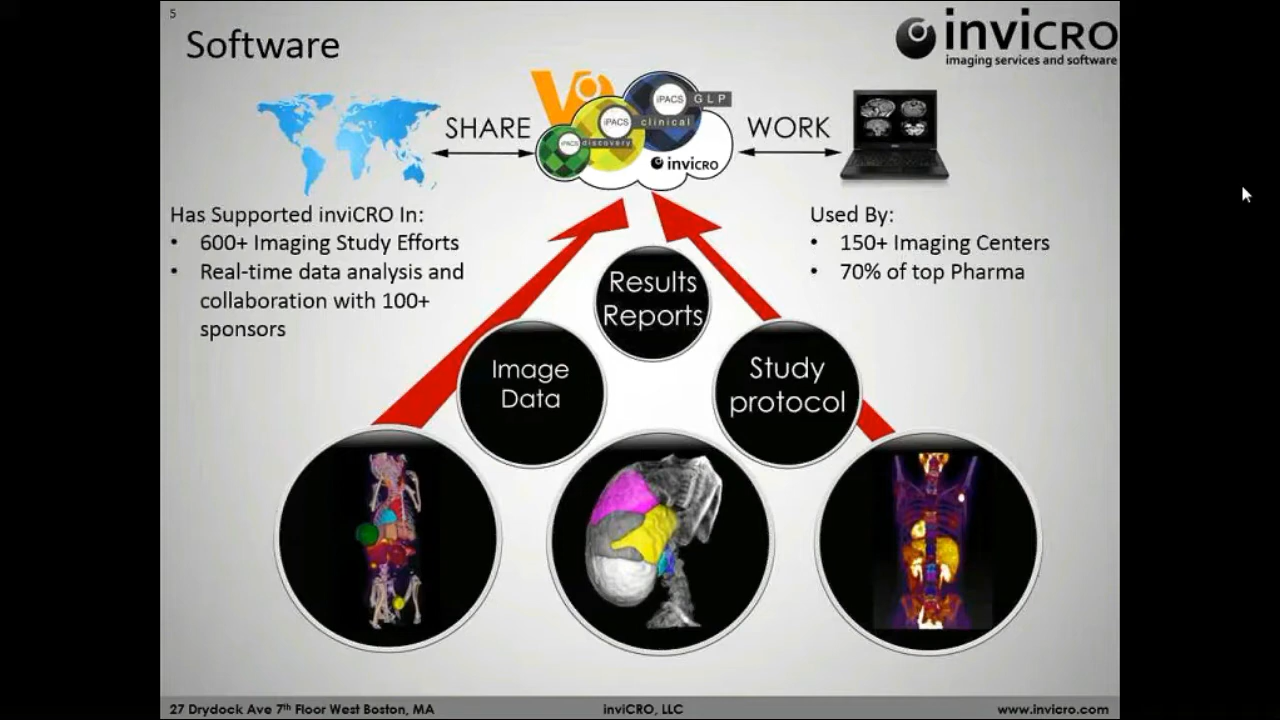 5
Software
invicro
imaging services and software
SHARE
VQ
iPACS GLP
iPACS clinical
iPACS discovery
invicro
WORK
Has Supported inviCRO In:
• 600+ Imaging Study Efforts
• Real-time data analysis and
collaboration with 100+
sponsors
Used By:
• 150+ Imaging Centers
• 70% of top Pharma
Results
Reports
Image
Data
Study
protocol
27 Drydock Ave 7th Floor West Boston, MA
inviCRO, LLC
www.invicro.com